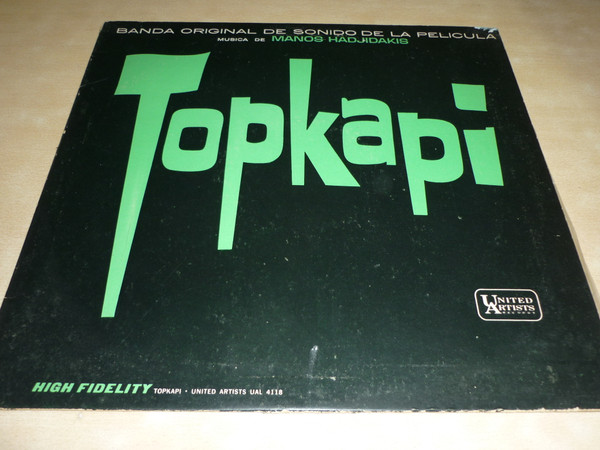 BANDA ORIGINAL DE SONIDO DE LA PELICULA
MUSICA DE MANOS HADJIDAKIS
Topkapi
UNITED
ARTISTS
RECORDS
HIGH FIDELITY TOPKAPI • UNITED ARTISTS UAL 4118